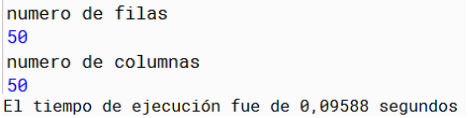 numero de filas
50
numero de columnas
50
El tiempo de ejecución fue de 0,09588 segundos